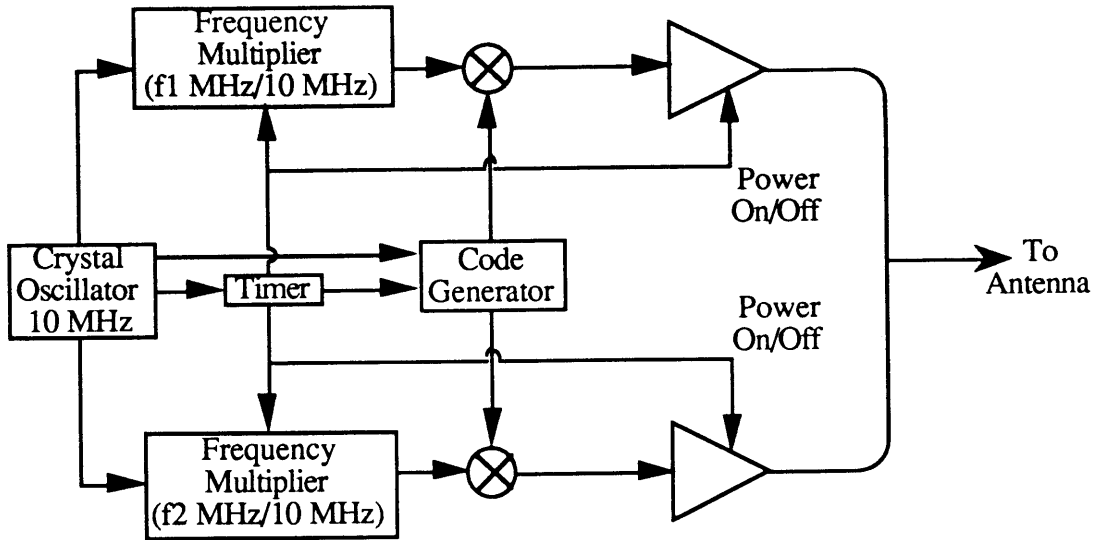 Frequency
Multiplier
(f1 MHz/10 MHz)
Power
On/Off
Crystal
Oscillator
10 MHz
Timer
Code
Generator
To
Antenna
Power
On/Off
Frequency
Multiplier
(f2 MHz/10 MHz)